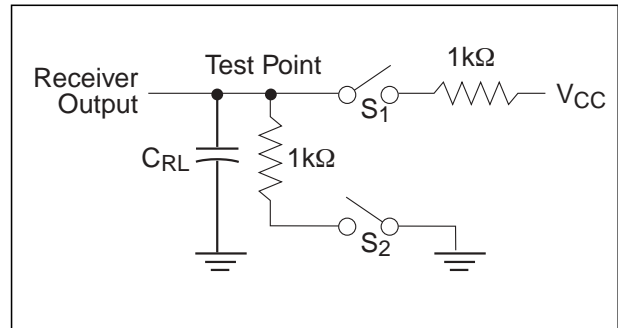 1kΩ
Test Point
Receiver
Output
S1
VCC
CRL
1kΩ
S2